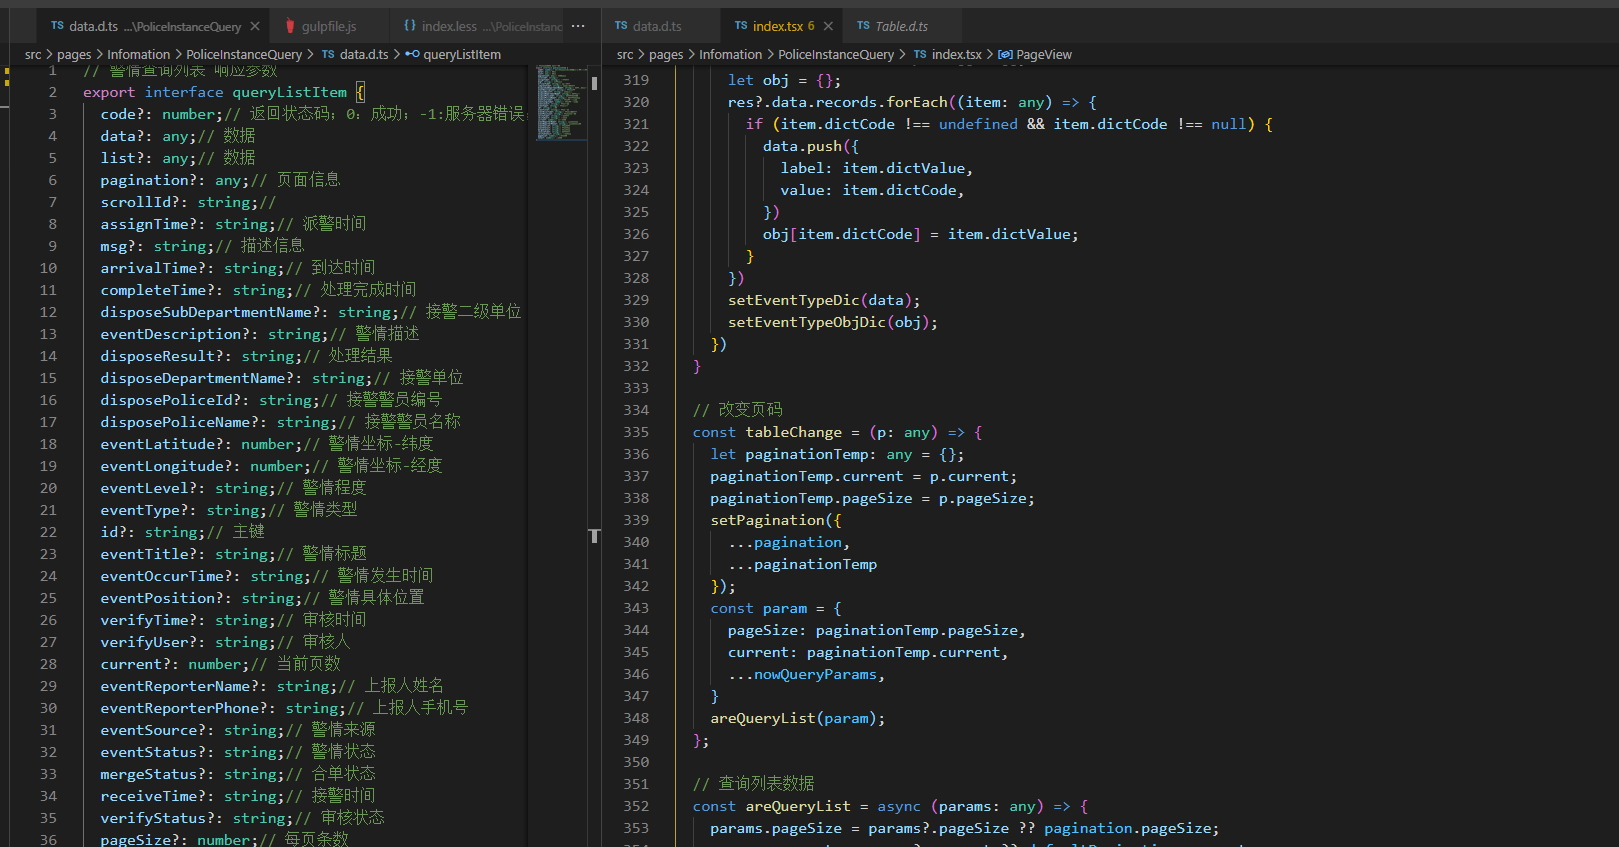 data.d.ts ...\PoliceInstanceQuery
gulpfile.js
index.less ...\PoliceInstanc
src > pages > Infomation > PoliceInstanceQuery > data.d.ts > queryListItem
1 // 警情查询列表 响应参数
2 export interface queryListItem {
3 code?: number;// 返回状态码；0：成功；-1:服务器错误；
4 data?: any;// 数据
5 list?: any;// 数据
6 pagination?: any;// 页面信息
7 scrollId?: string;//
8 assignTime?: string;// 派警时间
9 msg?: string;// 描述信息
10 arrivalTime?: string;// 到达时间
11 completeTime?: string;// 处理完成时间
12 disposeSubDepartmentName?: string;// 接警二级单位
13 eventDescription?: string;// 警情描述
14 disposeResult?: string;// 处理结果
15 disposeDepartmentName?: string;// 接警单位
16 disposePoliceId?: string;// 接警警员编号
17 disposePoliceName?: string;// 接警警员名称
18 eventLatitude?: number;// 警情坐标-纬度
19 eventLongitude?: number;// 警情坐标-经度
20 eventLevel?: string;// 警情程度
21 eventType?: string;// 警情类型
22 id?: string;// 主键
23 eventTitle?: string;// 警情标题
24 eventOccurTime?: string;// 警情发生时间
25 eventPosition?: string;// 警情具体位置
26 verifyTime?: string;// 审核时间
27 verifyUser?: string;// 审核人
28 current?: number;// 当前页数
29 eventReporterName?: string;// 上报人姓名
30 eventReporterPhone?: string;// 上报人手机号
31 eventSource?: string;// 警情来源
32 eventStatus?: string;// 警情状态
33 mergeStatus?: string;// 合单状态
34 receiveTime?: string;// 接警时间
35 verifyStatus?: string;// 审核状态
36 pageSize?: number;// 每页条数
TS data.d.ts
TS index.tsx 6
TS Table.d.ts
src > pages > Infomation > PoliceInstanceQuery > TS index.tsx > PageView
319 let obj = {};
320 res?.data.records.forEach((item: any) => {
321 if (item.dictCode !== undefined && item.dictCode !== null) {
322 data.push({
323 label: item.dictValue,
324 value: item.dictCode,
325 })
326 obj[item.dictCode] = item.dictValue;
327 }
328 })
329 setEventTypeDic(data);
330 setEventTypeObjDic(obj);
331 })
332 }
333
334 // 改变页码
335 const tableChange = (p: any) => {
336 let paginationTemp: any = {};
337 paginationTemp.current = p.current;
338 paginationTemp.pageSize = p.pageSize;
339 setPagination({
340 ...pagination,
341 ...paginationTemp
342 });
343 const param = {
344 pageSize: paginationTemp.pageSize,
345 current: paginationTemp.current,
346 ...nowQueryParams,
347 }
348 areQueryList(param);
349 };
350
351 // 查询列表数据
352 const areQueryList = async (params: any) => {
353 params.pageSize = params?.pageSize ?? pagination.pageSize;